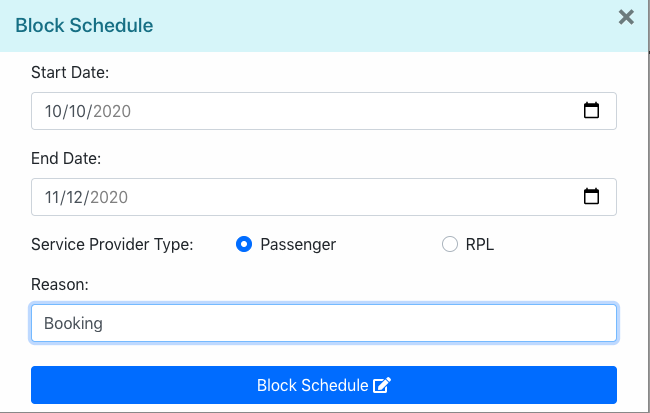 Block Schedule
Start Date:
10/10/2020
End Date:
11/12/2020
Service Provider Type: Passenger RPL
Reason:
Booking
Block Schedule